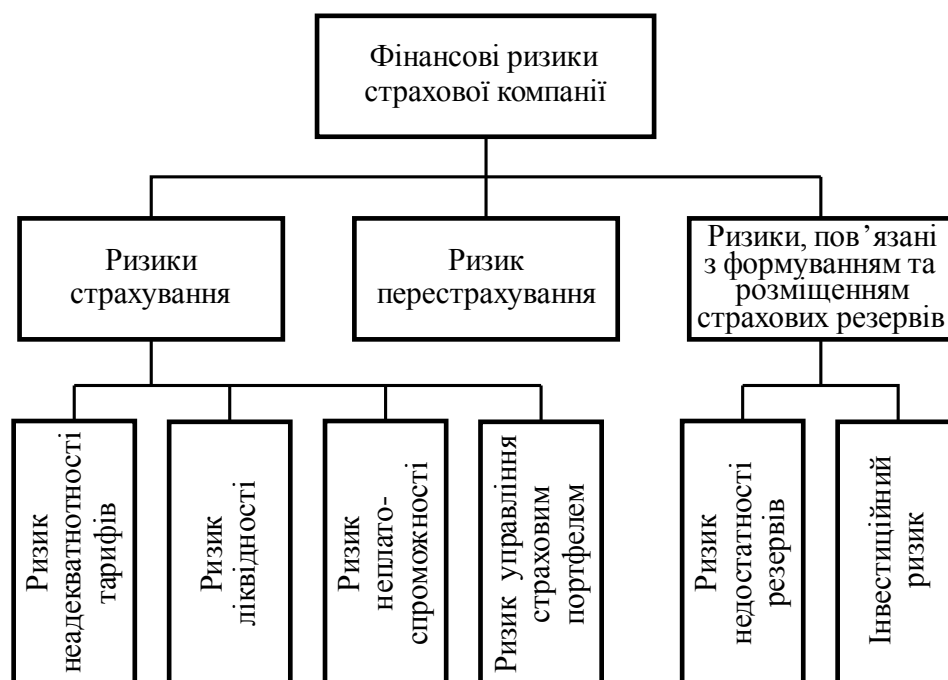 Фінансові ризики
страхової компанії
Ризики
страхування
Ризик
перестрахування
Ризики, пов’язані
з формуванням та
розміщенням
страхових резервів
Ризик
неадекватнотності
тарифів
Ризик
ліквідності
Ризик
неплато-
спроможності
Ризик управління
страховим
портфелем
Ризик
недостатності
резервів
Інвестиційний
ризик